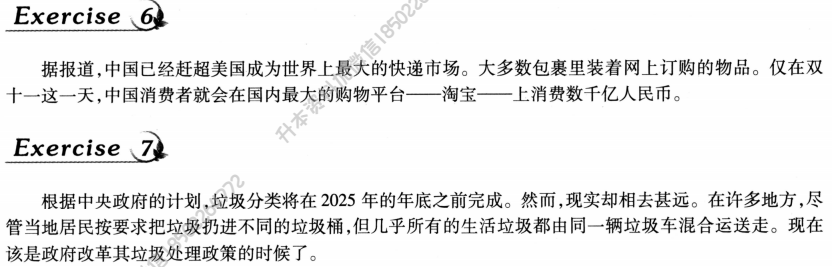 Exercise 6
据报道,中国已经赶超美国成为世界上最大的快递市场。大多数包裹里装着网上订购的物品。仅在双
十一这一天,中国消费者就会在国内最大的购物平台——淘宝——上消费数千亿人民币。
Exercise 7
根据中央政府的计划,垃圾分类将在 2025 年的年底之前完成。然而,现实却相去甚远。在许多地方,尽
管当地居民按要求把垃圾扔进不同的垃圾桶,但几乎所有的生活垃圾都由同一辆垃圾车混合运送走。现在
该是政府改革其垃圾处理政策的时候了。